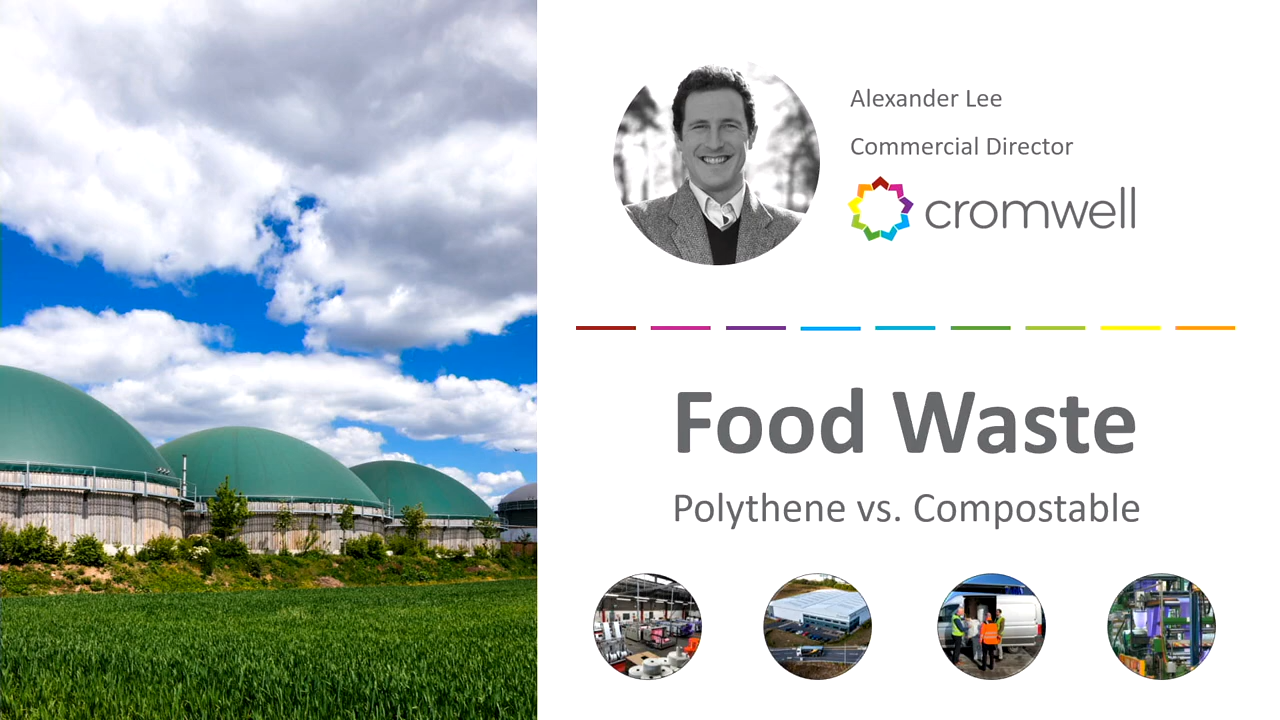 Alexander Lee
Commercial Director
cromwell
Food Waste
Polythene vs. Compostable